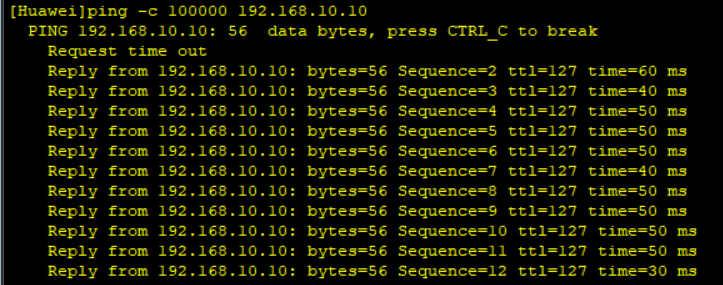 [Huawei]ping -c 100000 192.168.10.10
PING 192.168.10.10: 56  data bytes, press CTRL_C to break
Request time out
Reply from 192.168.10.10: bytes=56 Sequence=2 ttl=127 time=60 ms
Reply from 192.168.10.10: bytes=56 Sequence=3 ttl=127 time=40 ms
Reply from 192.168.10.10: bytes=56 Sequence=4 ttl=127 time=50 ms
Reply from 192.168.10.10: bytes=56 Sequence=5 ttl=127 time=50 ms
Reply from 192.168.10.10: bytes=56 Sequence=6 ttl=127 time=50 ms
Reply from 192.168.10.10: bytes=56 Sequence=7 ttl=127 time=40 ms
Reply from 192.168.10.10: bytes=56 Sequence=8 ttl=127 time=50 ms
Reply from 192.168.10.10: bytes=56 Sequence=9 ttl=127 time=50 ms
Reply from 192.168.10.10: bytes=56 Sequence=10 ttl=127 time=50 ms
Reply from 192.168.10.10: bytes=56 Sequence=11 ttl=127 time=50 ms
Reply from 192.168.10.10: bytes=56 Sequence=12 ttl=127 time=30 ms